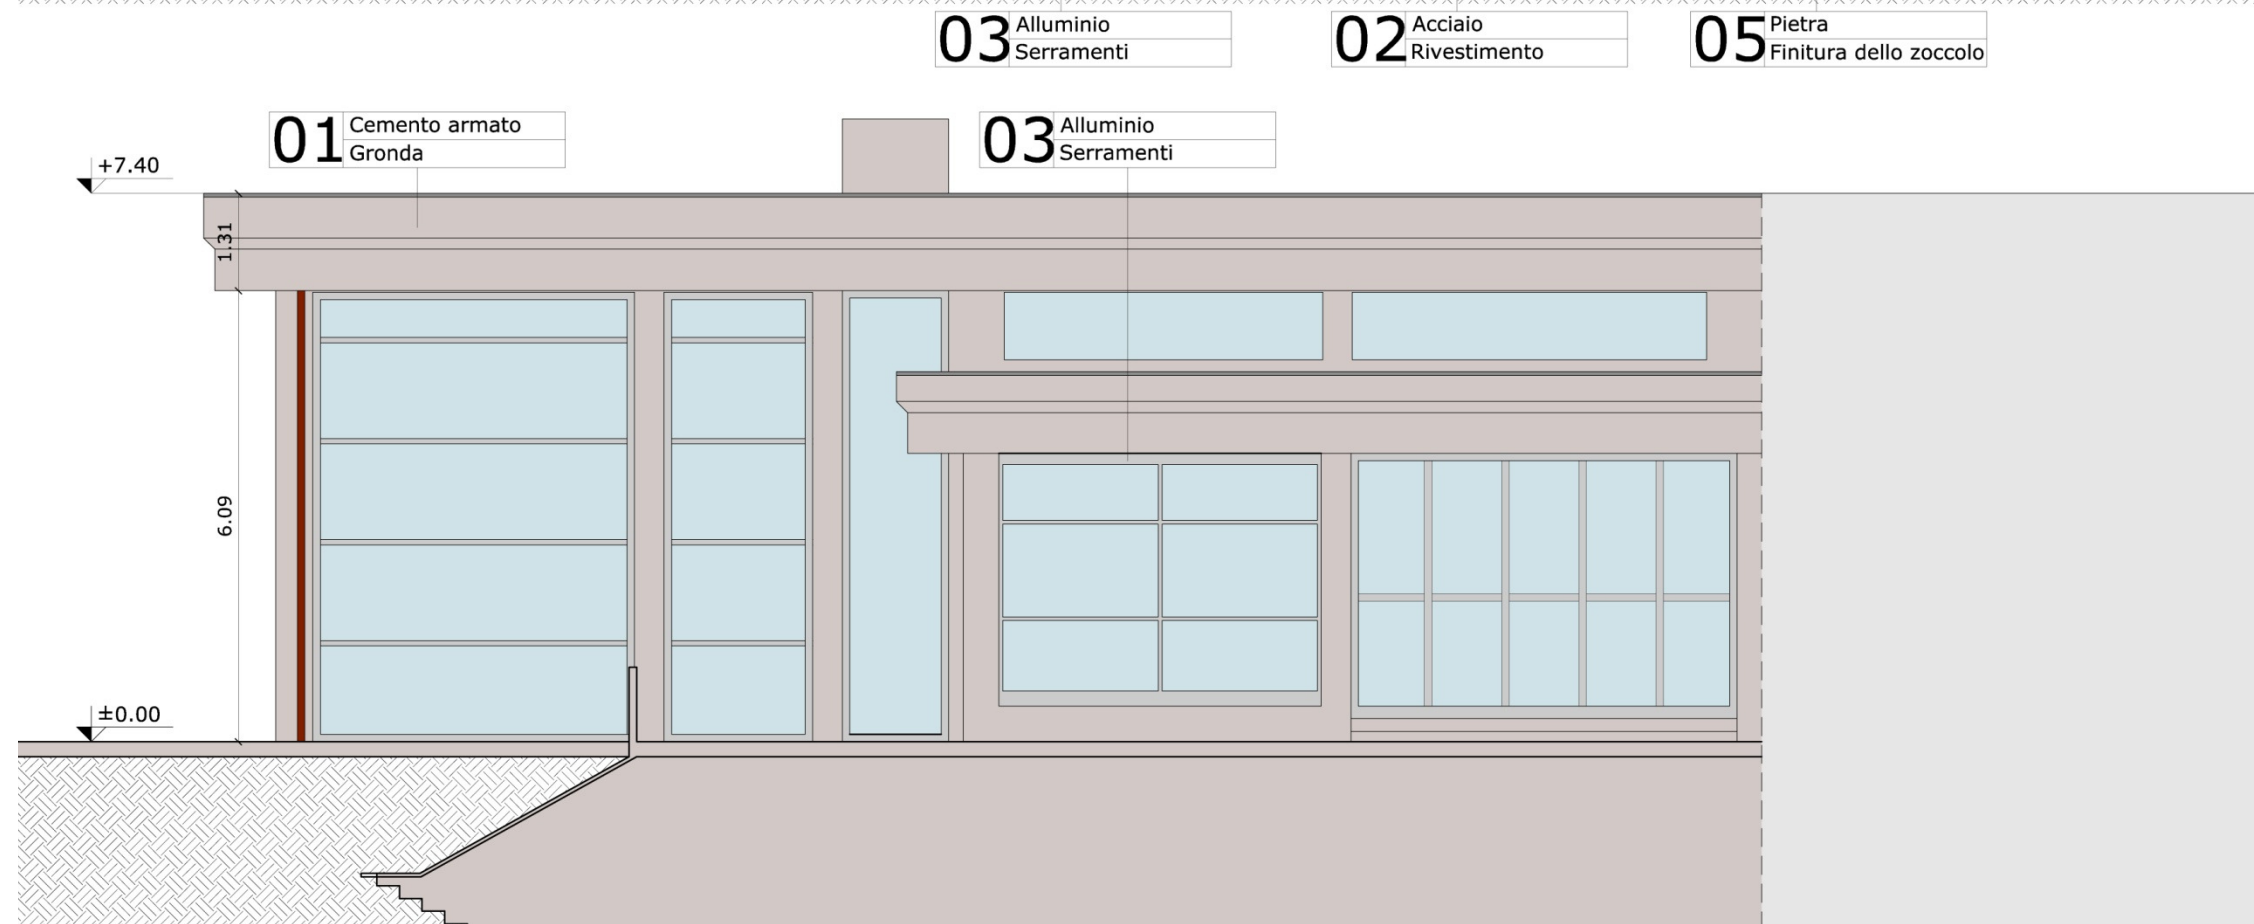 03 Alluminio
Serramenti
02 Acciaio
Rivestimento
05 Pietra
Finitura dello zoccolo
01 Cemento armato
Gronda
03 Alluminio
Serramenti
+7.40
1.31
6.09
±0.00